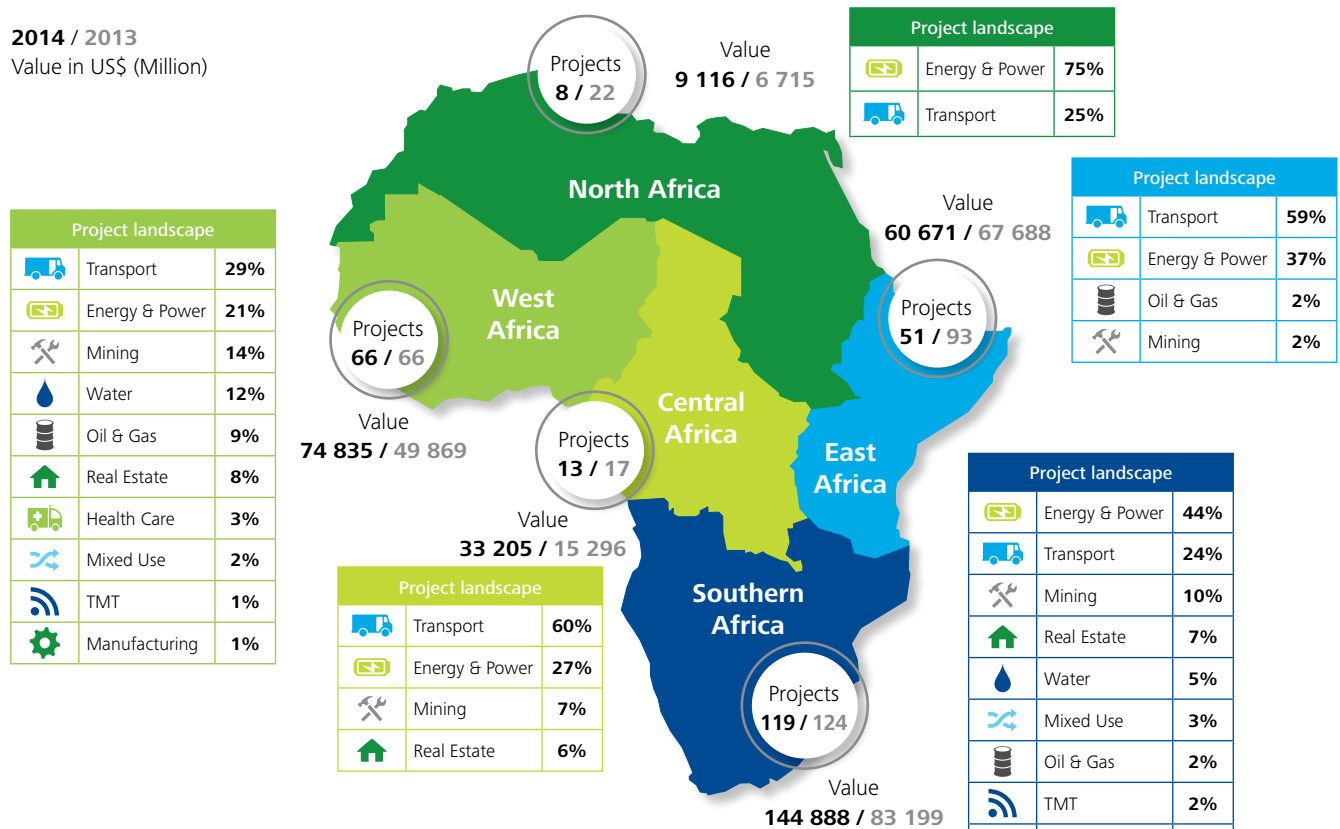 2014 / 2013
Value in US$ (Million)
Projects
8 / 22
Value
9 116 / 6 715
Project landscape
Energy & Power 75%
Transport 25%
North Africa
Value
60 671 / 67 688
Projects
51 / 93
Project landscape
Transport 59%
Energy & Power 37%
Oil & Gas 2%
Mining 2%
Project landscape
Transport 29%
Energy & Power 21%
Mining 14%
Water 12%
Oil & Gas 9%
Real Estate 8%
Health Care 3%
Mixed Use 2%
TMT 1%
Manufacturing 1%
West
Africa
Projects
66 / 66
Value
74 835 / 49 869
Central
Africa
Projects
13 / 17
Value
33 205 / 15 296
East
Africa
Project landscape
Transport 60%
Energy & Power 27%
Mining 7%
Real Estate 6%
Southern
Africa
Projects
119 / 124
Value
144 888 / 83 199
Project landscape
Energy & Power 44%
Transport 24%
Mining 10%
Real Estate 7%
Water 5%
Mixed Use 3%
Oil & Gas 2%
TMT 2%